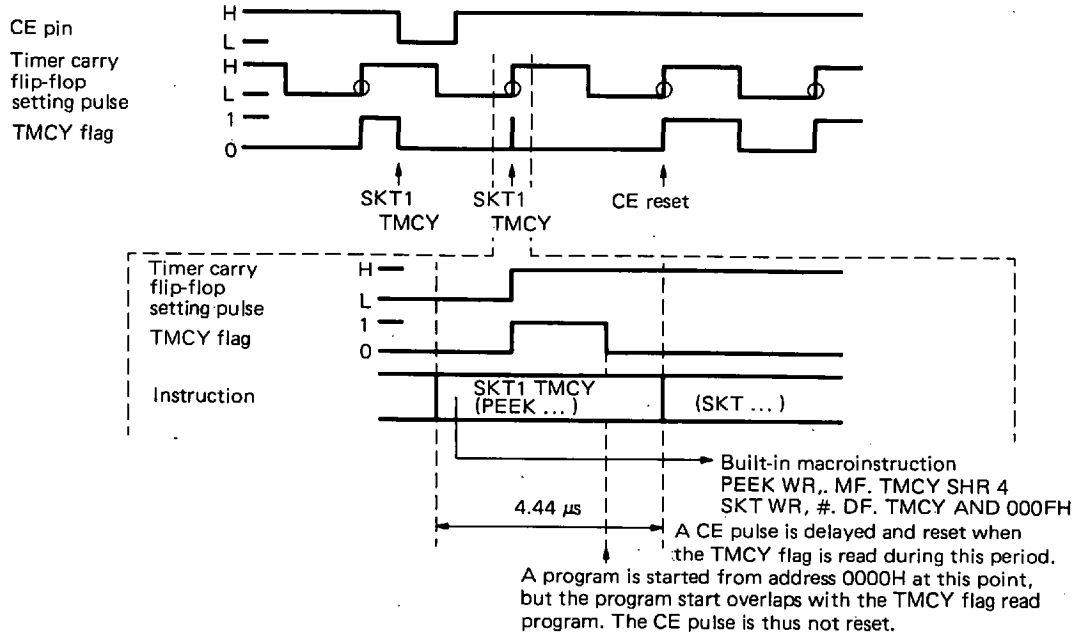 CE pin
H
L
Timer carry
flip-flop
setting pulse
H
L
TMCY flag
1
0
SKT1
TMCY
SKT1
TMCY
CE reset
Timer carry
flip-flop
setting pulse
H
L
TMCY flag
1
0
Instruction
SKT1 TMCY
(PEEK ... )
(SKT ... )
Built-in macroinstruction
PEEK WR,. MF. TMCY SHR 4
SKT WR, #. DF. TMCY AND 000FH
4.44 μs
A CE pulse is delayed and reset when
the TMCY flag is read during this period.
A program is started from address 0000H at this point,
but the program start overlaps with the TMCY flag read
program. The CE pulse is thus not reset.